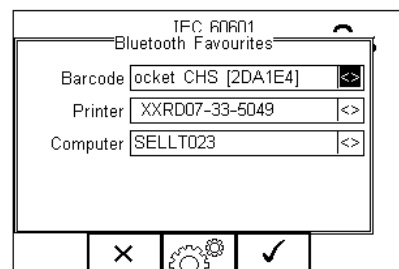 IEC 60601
Bluetooth Favourites
Barcode ocket CHS [2DA1E4] <>
Printer XXRD07-33-5049 <>
Computer SELLT023 <>